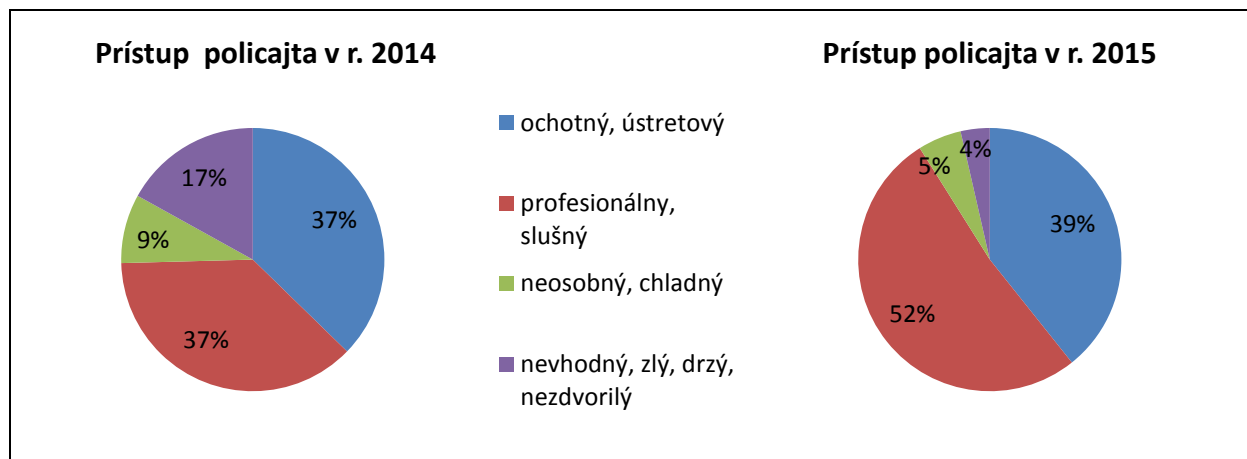 Prístup policajta v r. 2014
37%
37%
9%
17%
ochotný, ústretový
profesionálny,
slušný
neosobný, chladný
nevhodný, zlý, drzý,
nezdvorilý
Prístup policajta v r. 2015
39%
52%
5%
4%